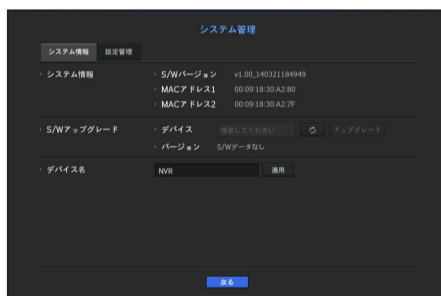 システム管理
システム情報 設定管理
システム情報 S/Wバージョン v1.00_140321184949
MACアドレス1 00:09:18:30:A2:80
MACアドレス2 00:09:18:30:A2:7F
S/Wアップグレード デバイス 検索してください アップグレード
バージョン S/Wデータなし
デバイス名 NVR 適用
戻る